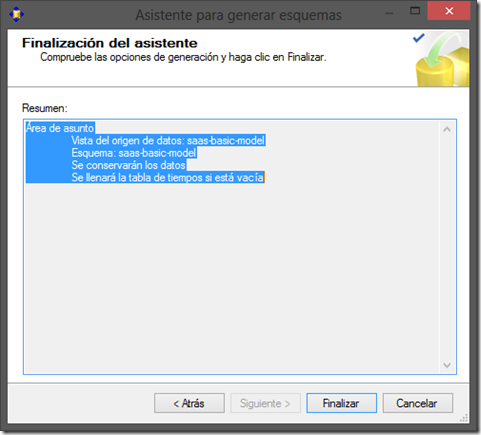 Asistente para generar esquemas
Finalización del asistente
Compruebe las opciones de generación y haga clic en Finalizar.
Resumen:
Área de asunto
Vista del origen de datos: saas-basic-model
Esquema: saas-basic-model
Se conservarán los datos
Se llenará la tabla de tiempos si está vacía
< Atrás
Siguiente >
Finalizar
Cancelar